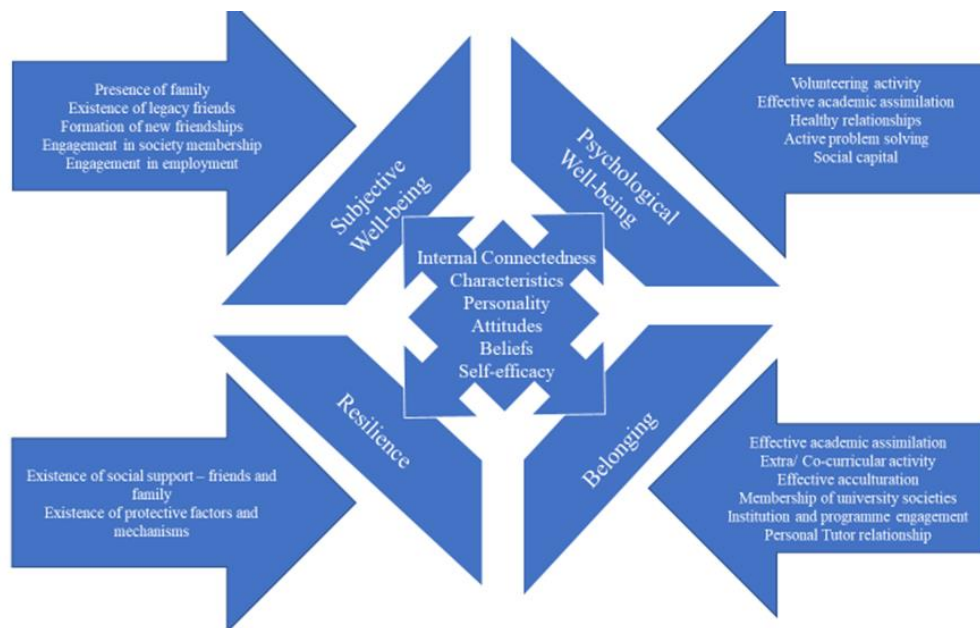 Presence of family
Existence of legacy friends
Formation of new friendships
Engagement in society membership
Engagement in employment
Subjective
Well-being
Psychological
Well-being
Volunteering activity
Effective academic assimilation
Healthy relationships
Active problem solving
Social capital
Internal Connectedness
Characteristics
Personality
Attitudes
Beliefs
Self-efficacy
Existence of social support – friends and
family
Existence of protective factors and
mechanisms
Resilience
Belonging
Effective academic assimilation
Extra/ Co-curricular activity
Effective acculturation
Membership of university societies
Institution and programme engagement
Personal Tutor relationship